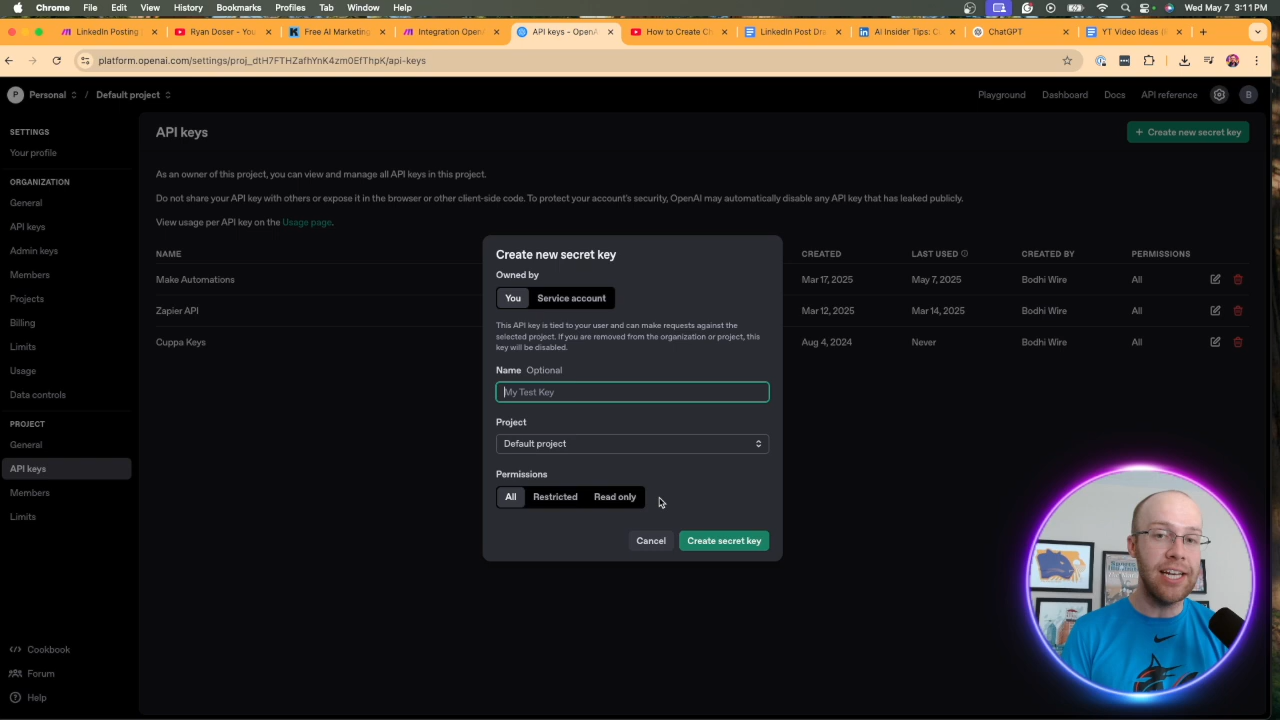 Chrome File Edit View History Bookmarks Profiles Tab Window Help
Wed May 7 3:11 PM
LinkedIn Posting
Ryan Doser -
Free AI Marketing
Integration Open
API keys - OpenA
How to Create Ch
LinkedIn Post Dra
AI Insider Tips: C
ChatGPT
YT Video Ideas (
platform.openai.com/settings/proj_dtH7FTHZafhYnK4zm0EfThpK/api-keys
P Personal / Default project
Playground Dashboard Docs API reference B
SETTINGS
Your profile
ORGANIZATION
General
API keys
Admin keys
Members
Projects
Billing
Limits
Usage
Data controls
PROJECT
General
API keys
Members
Limits
Cookbook
Forum
Help
API keys
+ Create new secret key
As an owner of this project, you can view and manage all API keys in this project.
Do not share your API key with others or expose it in the browser or other client-side code. To protect your account's security, OpenAI may automatically disable any API key that has leaked publicly.
View usage per API key on the Usage page.
NAME CREATED LAST USED CREATED BY PERMISSIONS
Make Automations Mar 17, 2025 May 7, 2025 Bodhi Wire All
Zapier API Mar 12, 2025 Mar 14, 2025 Bodhi Wire All
Cuppa Keys Aug 4, 2024 Never Bodhi Wire All
Create new secret key
Owned by
You Service account
This API key is tied to your user and can make requests against the
selected project. If you are removed from the organization or project, this
key will be disabled.
Name Optional
My Test Key
Project
Default project
Permissions
All Restricted Read only
Cancel Create secret key